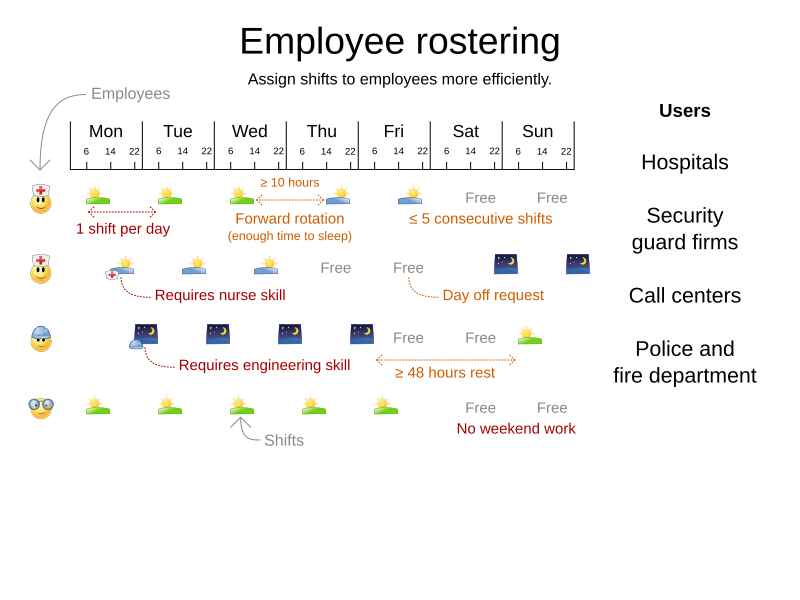 Employee rostering
Assign shifts to employees more efficiently.
Employees
Users
Mon Tue Wed Thu Fri Sat Sun
6 14 22 6 14 22 6 14 22 6 14 22 6 14 22 6 14 22 6 14 22
Hospitals
≥ 10 hours
Free Free
1 shift per day
Forward rotation
(enough time to sleep)
≤ 5 consecutive shifts
Security
guard firms
Free Free
Requires nurse skill
Day off request
Call centers
Free Free
Requires engineering skill
≥ 48 hours rest
Police and
fire department
Free Free
No weekend work
Shifts